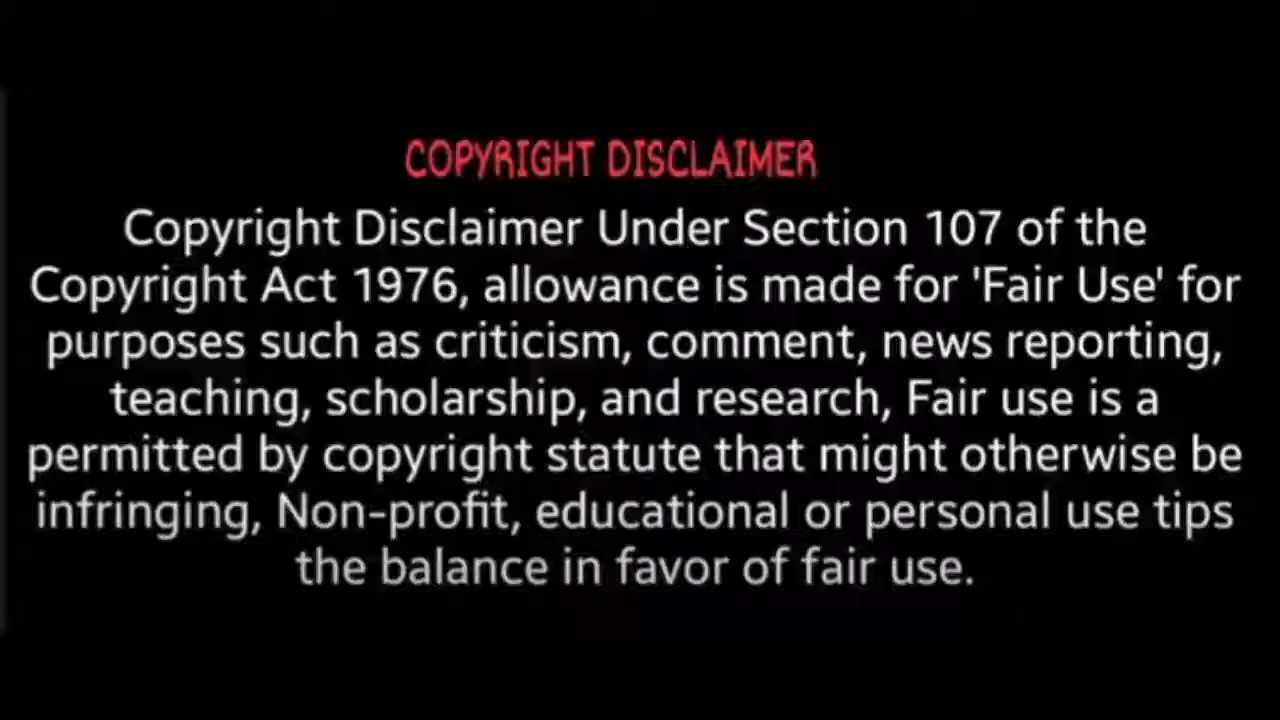 COPYRIGHT DISCLAIMER
Copyright Disclaimer Under Section 107 of the
Copyright Act 1976, allowance is made for 'Fair Use' for
purposes such as criticism, comment, news reporting,
teaching, scholarship, and research, Fair use is a
permitted by copyright statute that might otherwise be
infringing, Non-profit, educational or personal use tips
the balance in favor of fair use.